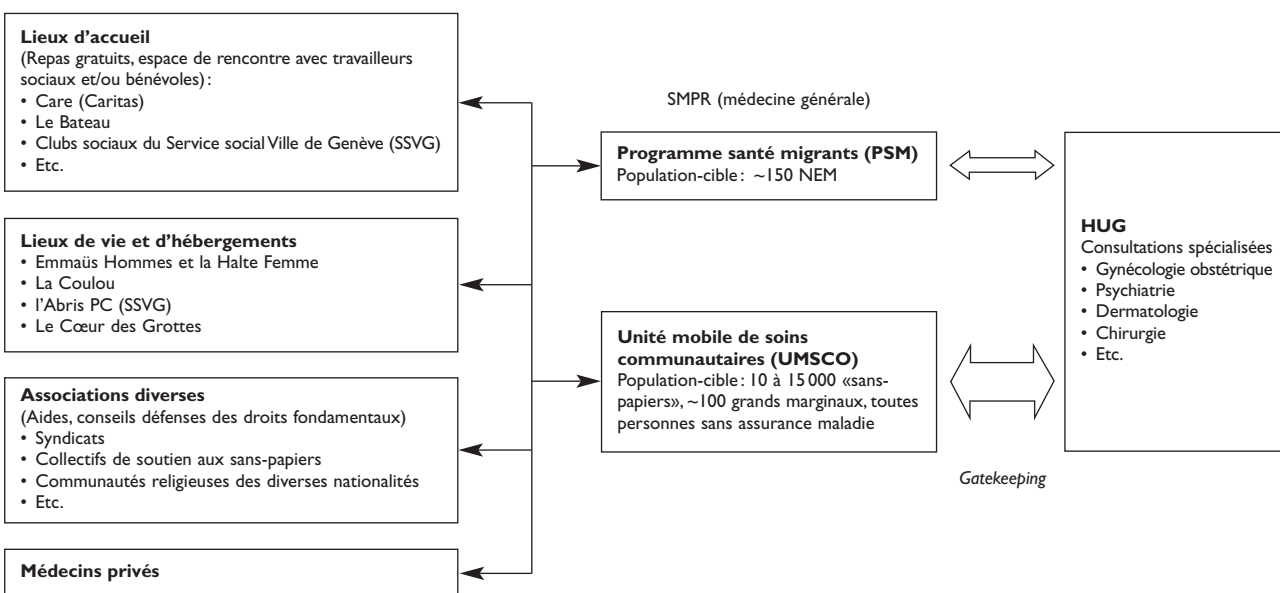 Lieux d'accueil
(Repas gratuits, espace de rencontre avec travailleurs
sociaux et/ou bénévoles) :
• Care (Caritas)
• Le Bateau
• Clubs sociaux du Service social Ville de Genève (SSVG)
• Etc.
Lieux de vie et d'hébergements
• Emmaüs Hommes et la Halte Femme
• La Coulou
• l'Abris PC (SSVG)
• Le Cœur des Grottes
Associations diverses
(Aides, conseils défenses des droits fondamentaux)
• Syndicats
• Collectifs de soutien aux sans-papiers
• Communautés religieuses des diverses nationalités
• Etc.
Médecins privés
SMPR (médecine générale)
Programme santé migrants (PSM)
Population-cible : ~150 NEM
Unité mobile de soins
communautaires (UMSCO)
Population-cible : 10 à 15 000 «sans-
papiers», ~100 grands marginaux, toutes
personnes sans assurance maladie
Gatekeeping
HUG
Consultations spécialisées
• Gynécologie obstétrique
• Psychiatrie
• Dermatologie
• Chirurgie
• Etc.